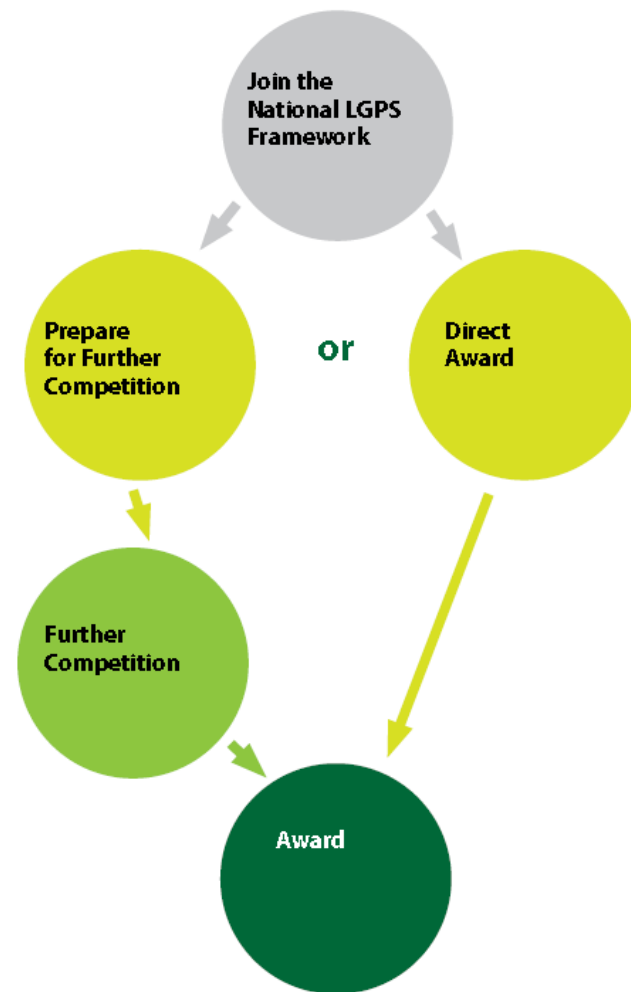 Join the
National LGPS
Framework
Prepare
for Further
Competition
or
Direct
Award
Further
Competition
Award